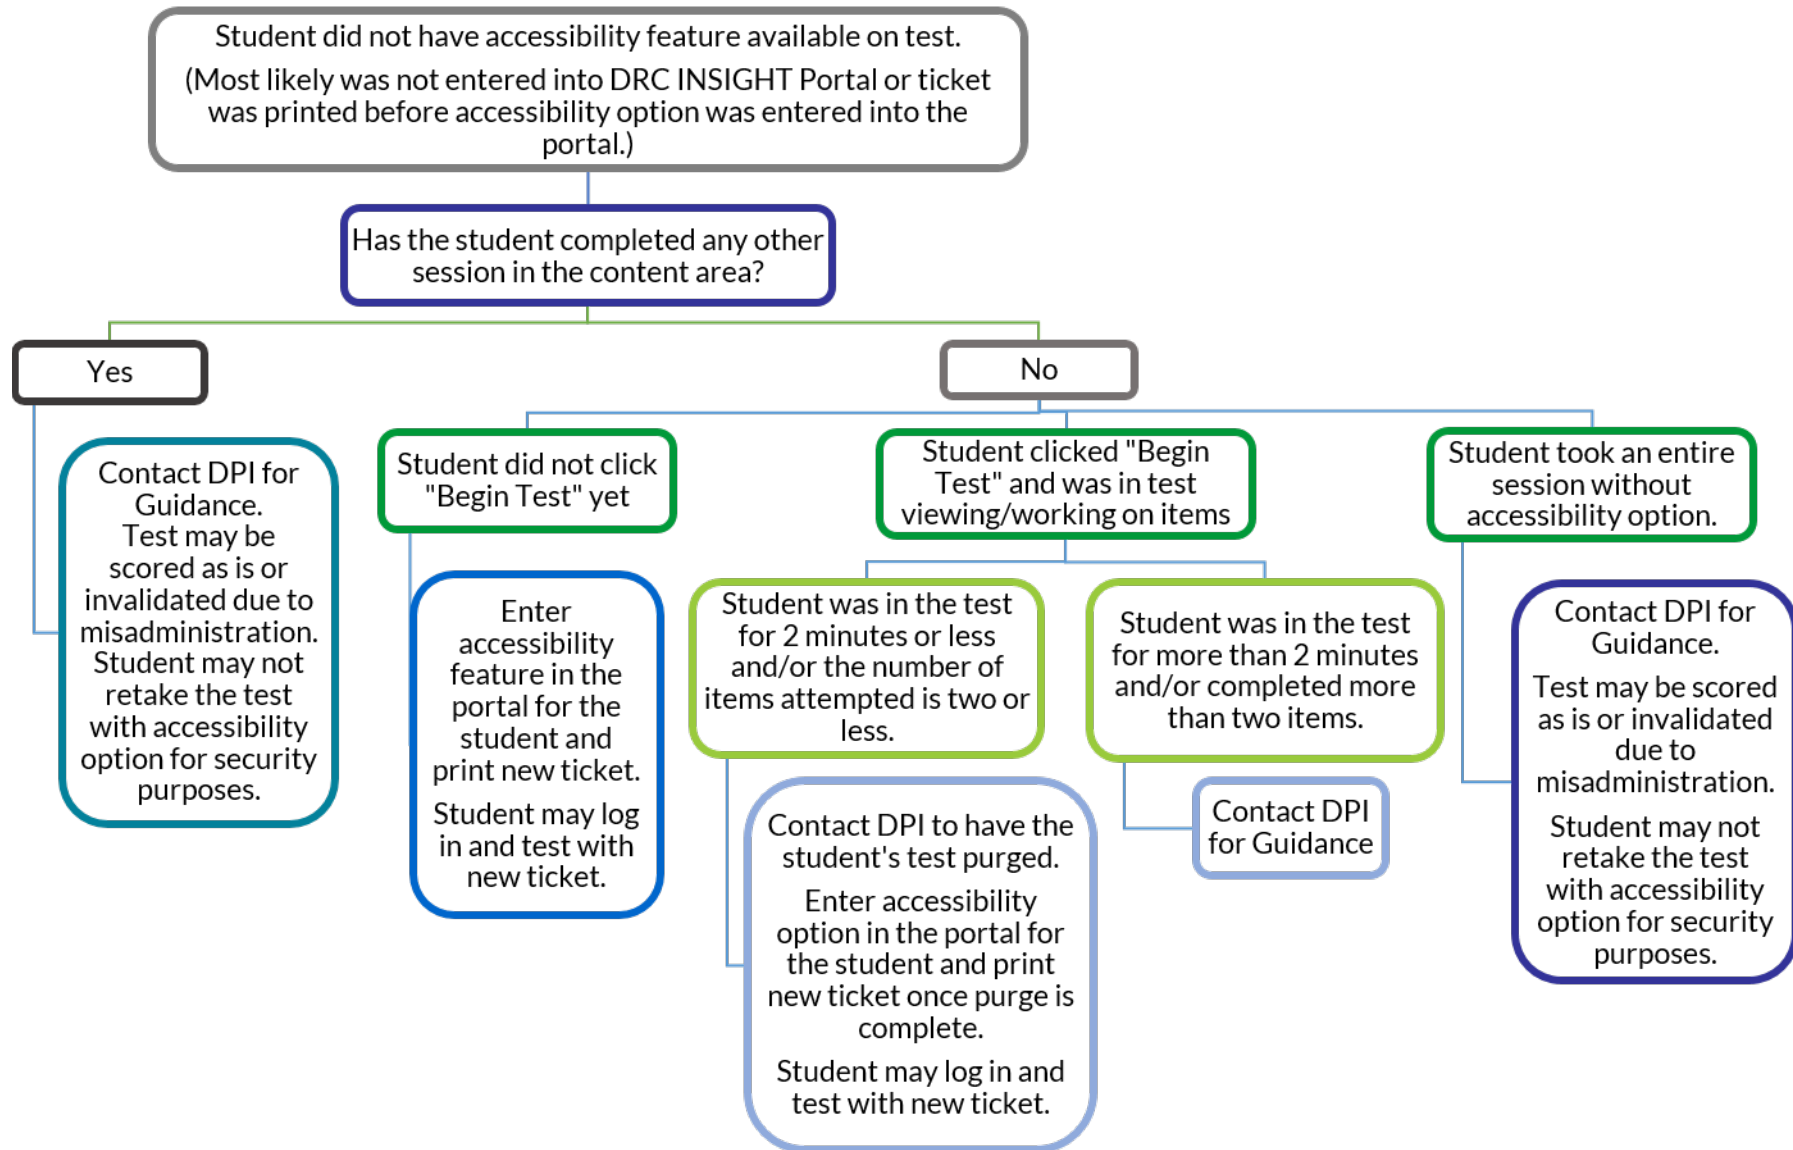 Student did not have accessibility feature available on test.
(Most likely was not entered into DRC INSIGHT Portal or ticket
was printed before accessibility option was entered into the
portal.)
Has the student completed any other
session in the content area?
Yes
No
Contact DPI for
Guidance.
Test may be
scored as is or
invalidated due to
misadministration.
Student may not
retake the test
with accessibility
option for security
purposes.
Student did not click
"Begin Test" yet
Enter
accessibility
feature in the
portal for the
student and
print new ticket.
Student may log
in and test with
new ticket.
Student clicked "Begin
Test" and was in test
viewing/working on items
Student was in the test
for 2 minutes or less
and/or the number of
items attempted is two or
less.
Contact DPI to have the
student's test purged.
Enter accessibility
option in the portal for
the student and print
new ticket once purge is
complete.
Student may log in and
test with new ticket.
Student was in the test
for more than 2 minutes
and/or completed more
than two items.
Contact DPI
for Guidance
Student took an entire
session without
accessibility option.
Contact DPI for
Guidance.
Test may be scored
as is or invalidated
due to
misadministration.
Student may not
retake the test
with accessibility
option for security
purposes.